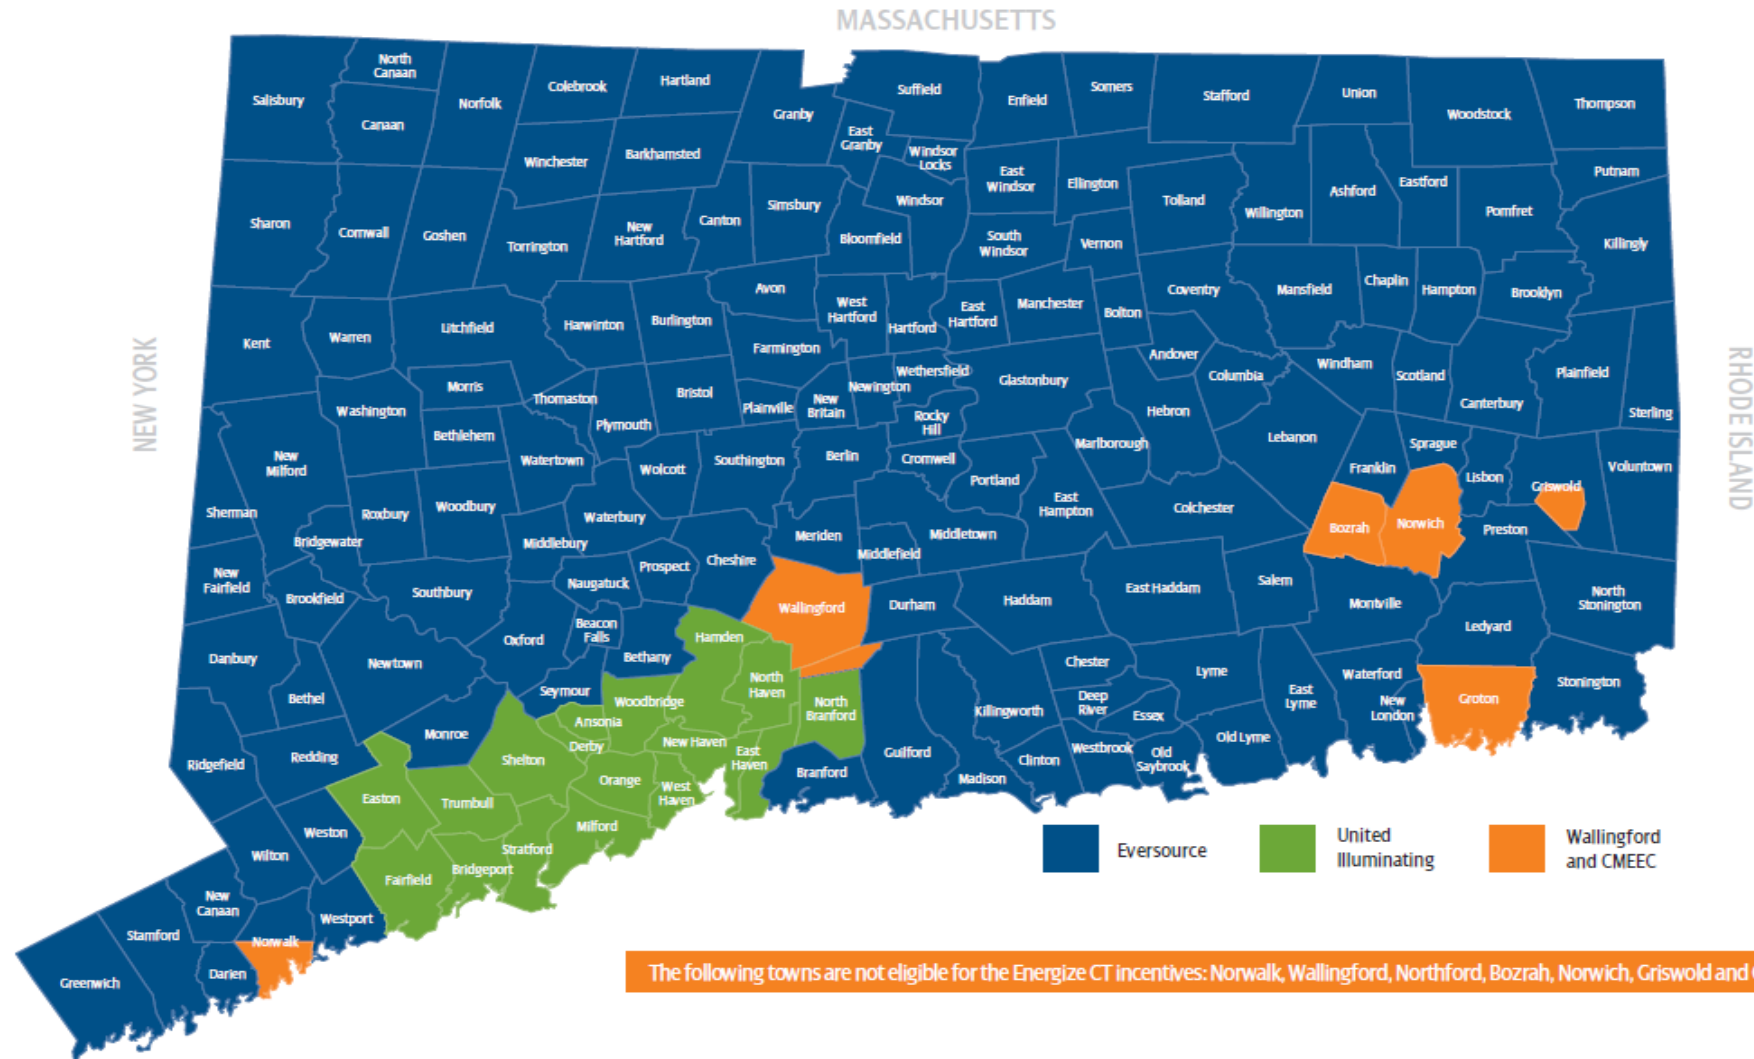 MASSACHUSETTS
NEW YORK
RHODE ISLAND
Salisbury
North
Canaan
Canaan
Norfolk
Colebrook
Hartland
Granby
Suffield
East
Granby
Windsor
Locks
Enfield
Somers
Stafford
Union
Woodstock
Thompson
Putnam
Winchester
Barkhamsted
Sharon
Cornwall
Goshen
Torrington
New
Hartford
Canton
Simsbury
Bloomfield
Windsor
East
Windsor
South
Windsor
Ellington
Vernon
Tolland
Willington
Ashford
Eastford
Pomfret
Killingly
Kent
Warren
Litchfield
Harwinton
Burlington
Avon
West
Hartford
Hartford
East
Hartford
Manchester
Bolton
Coventry
Mansfield
Chaplin
Hampton
Brooklyn
Farmington
Washington
Morris
Bethlehem
Thomaston
Plymouth
Bristol
Plainville
New
Britain
Newington
Wethersfield
Rocky
Hill
Glastonbury
Andover
Hebron
Columbia
Windham
Scotland
Canterbury
Plainfield
Sterling
New
Milford
Watertown
Wolcott
Southington
Berlin
Cromwell
Portland
Marlborough
Lebanon
Franklin
Sprague
Lisbon
Griswold
Voluntown
Sherman
Bridgewater
Roxbury
Woodbury
Middlebury
Waterbury
Cheshire
Meriden
Middlefield
Middletown
East
Hampton
Colchester
Bozrah
Norwich
Preston
New
Fairfield
Brookfield
Southbury
Naugatuck
Prospect
Beacon
Falls
Wallingford
Durham
Haddam
East Haddam
Salem
Montville
Ledyard
North
Stonington
Danbury
Bethel
Newtown
Oxford
Bethany
Hamden
North
Haven
Woodbridge
Seymour
Chester
Deep
River
Essex
Lyme
East
Lyme
Waterford
New
London
Groton
Stonington
Ridgefield
Redding
Monroe
Shelton
Ansonia
Derby
New Haven
East
Haven
North
Branford
Branford
Guilford
Killingworth
Madison
Clinton
Westbrook
Old
Saybrook
Old Lyme
Easton
Trumbull
Orange
West
Haven
Milford
Stratford
Bridgeport
Fairfield
Weston
Wilton
New
Canaan
Westport
Norwalk
Darien
Stamford
Greenwich
Eversource
United
Illuminating
Wallingford
and CMEEC
The following towns are not eligible for the Energize CT incentives: Norwalk, Wallingford, Northford, Bozrah, Norwich, Griswold and